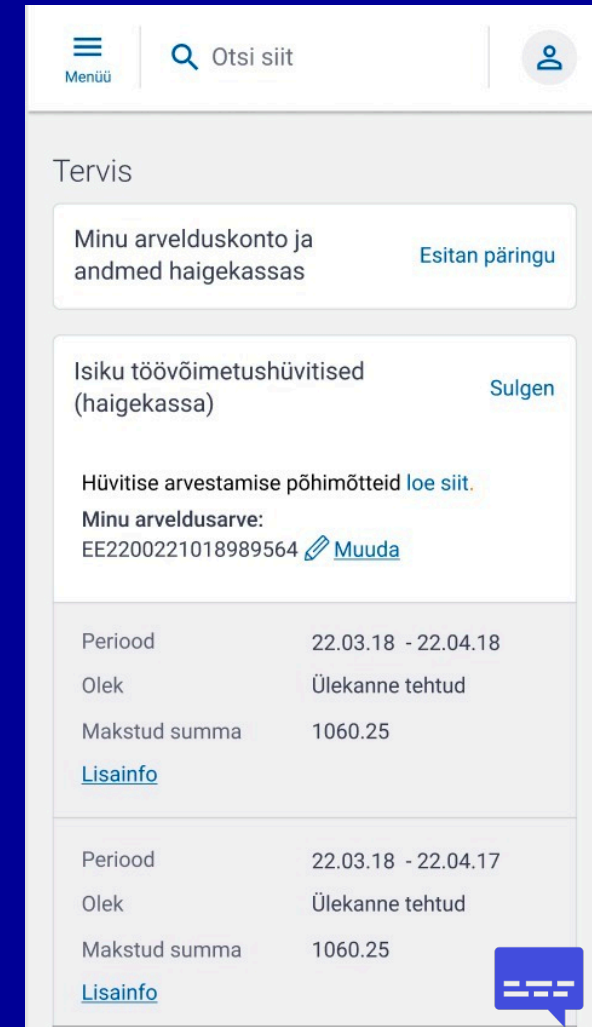 Menüü
Otsi siit
Tervis
Minu arvelduskonto ja
andmed haigekassas
Esitan päringu
Isiku töövõimetushüvitised
(haigekassa)
Sulgen
Hüvitise arvestamise põhimõtteid loe siit.
Minu arveldusarve:
EE2200221018989564 Muuda
Periood 22.03.18 - 22.04.18
Olek Ülekanne tehtud
Makstud summa 1060.25
Lisainfo
Periood 22.03.18 - 22.04.17
Olek Ülekanne tehtud
Makstud summa 1060.25
Lisainfo